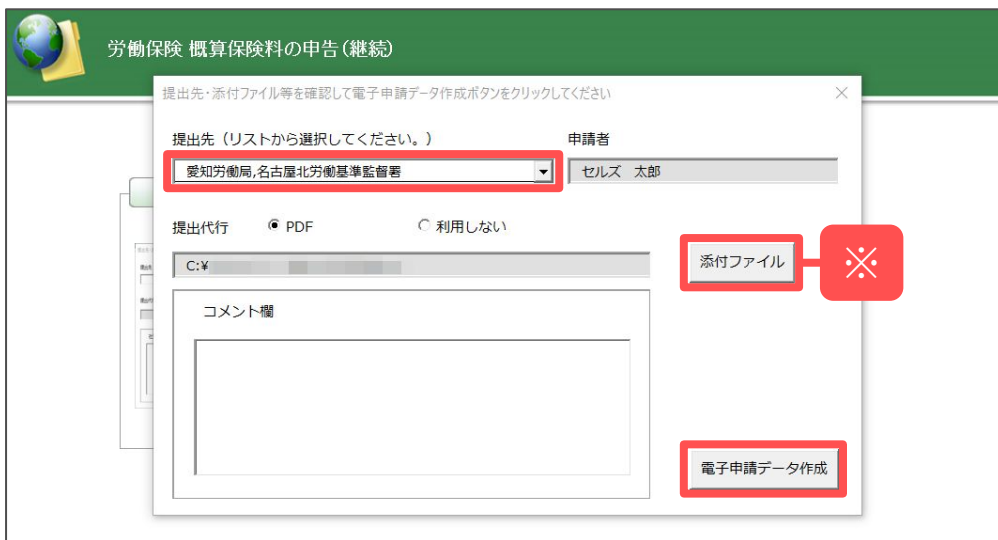 労働保険 概算保険料の申告(継続)
提出先・添付ファイル等を確認して電子申請データ作成ボタンをクリックしてください
提出先(リストから選択してください。)
申請者
愛知労働局,名古屋北労働基準監督署
セルズ 太郎
提出代行
PDF
利用しない
C:¥
添付ファイル
※
コメント欄
電子申請データ作成